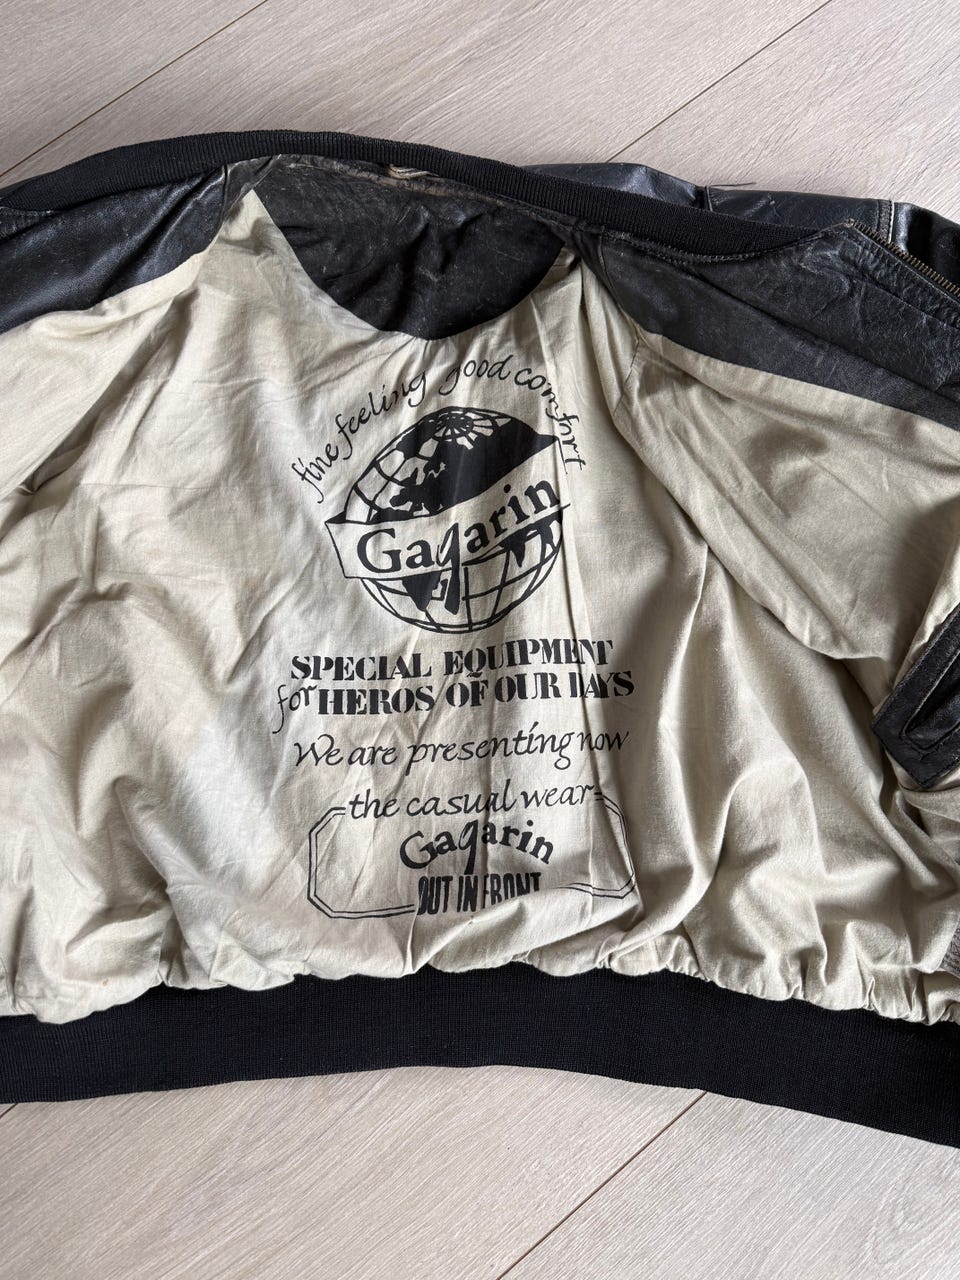 fine feeling good comfort
Gagarin
SPECIAL EQUIPMENT
for HEROS OF OUR DAYS
We are presenting now
the casual wear
Gagarin
OUT IN FRONT